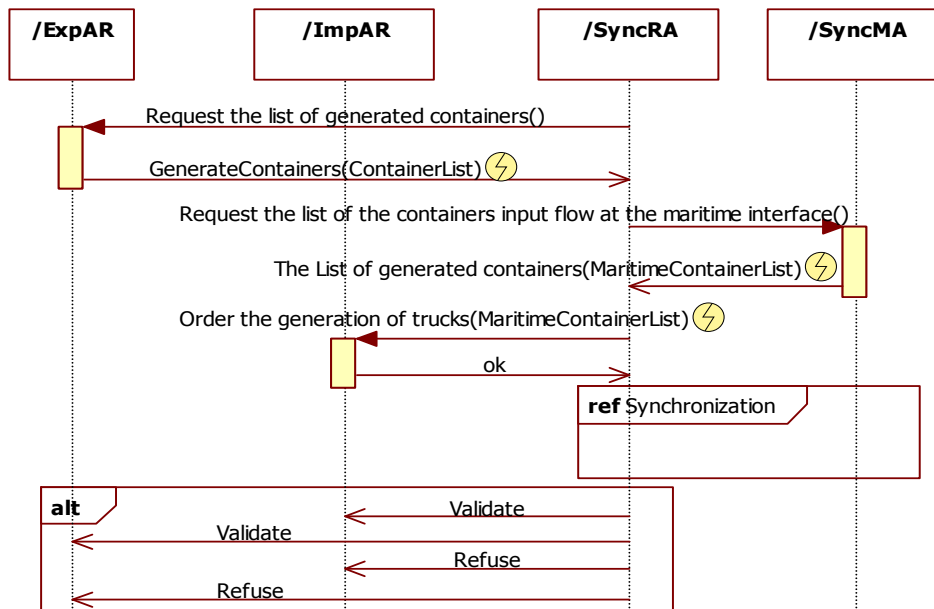 /ExpAR
/ImpAR
/SyncRA
/SyncMA
Request the list of generated containers()
GenerateContainers(ContainerList)
Request the list of the containers input flow at the maritime interface()
The List of generated containers(MaritimeContainerList)
Order the generation of trucks(MaritimeContainerList)
ok
ref Synchronization
alt
Validate
Validate
Refuse
Refuse